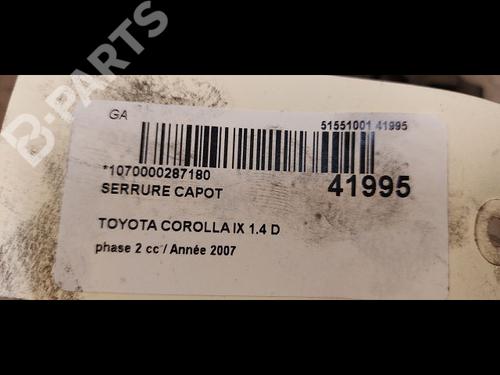 B-PARTS
GA
51551001 41995
*1070000287180
SERRURE CAPOT
41995
TOYOTA COROLLA IX 1.4 D
phase 2 cc / Année 2007